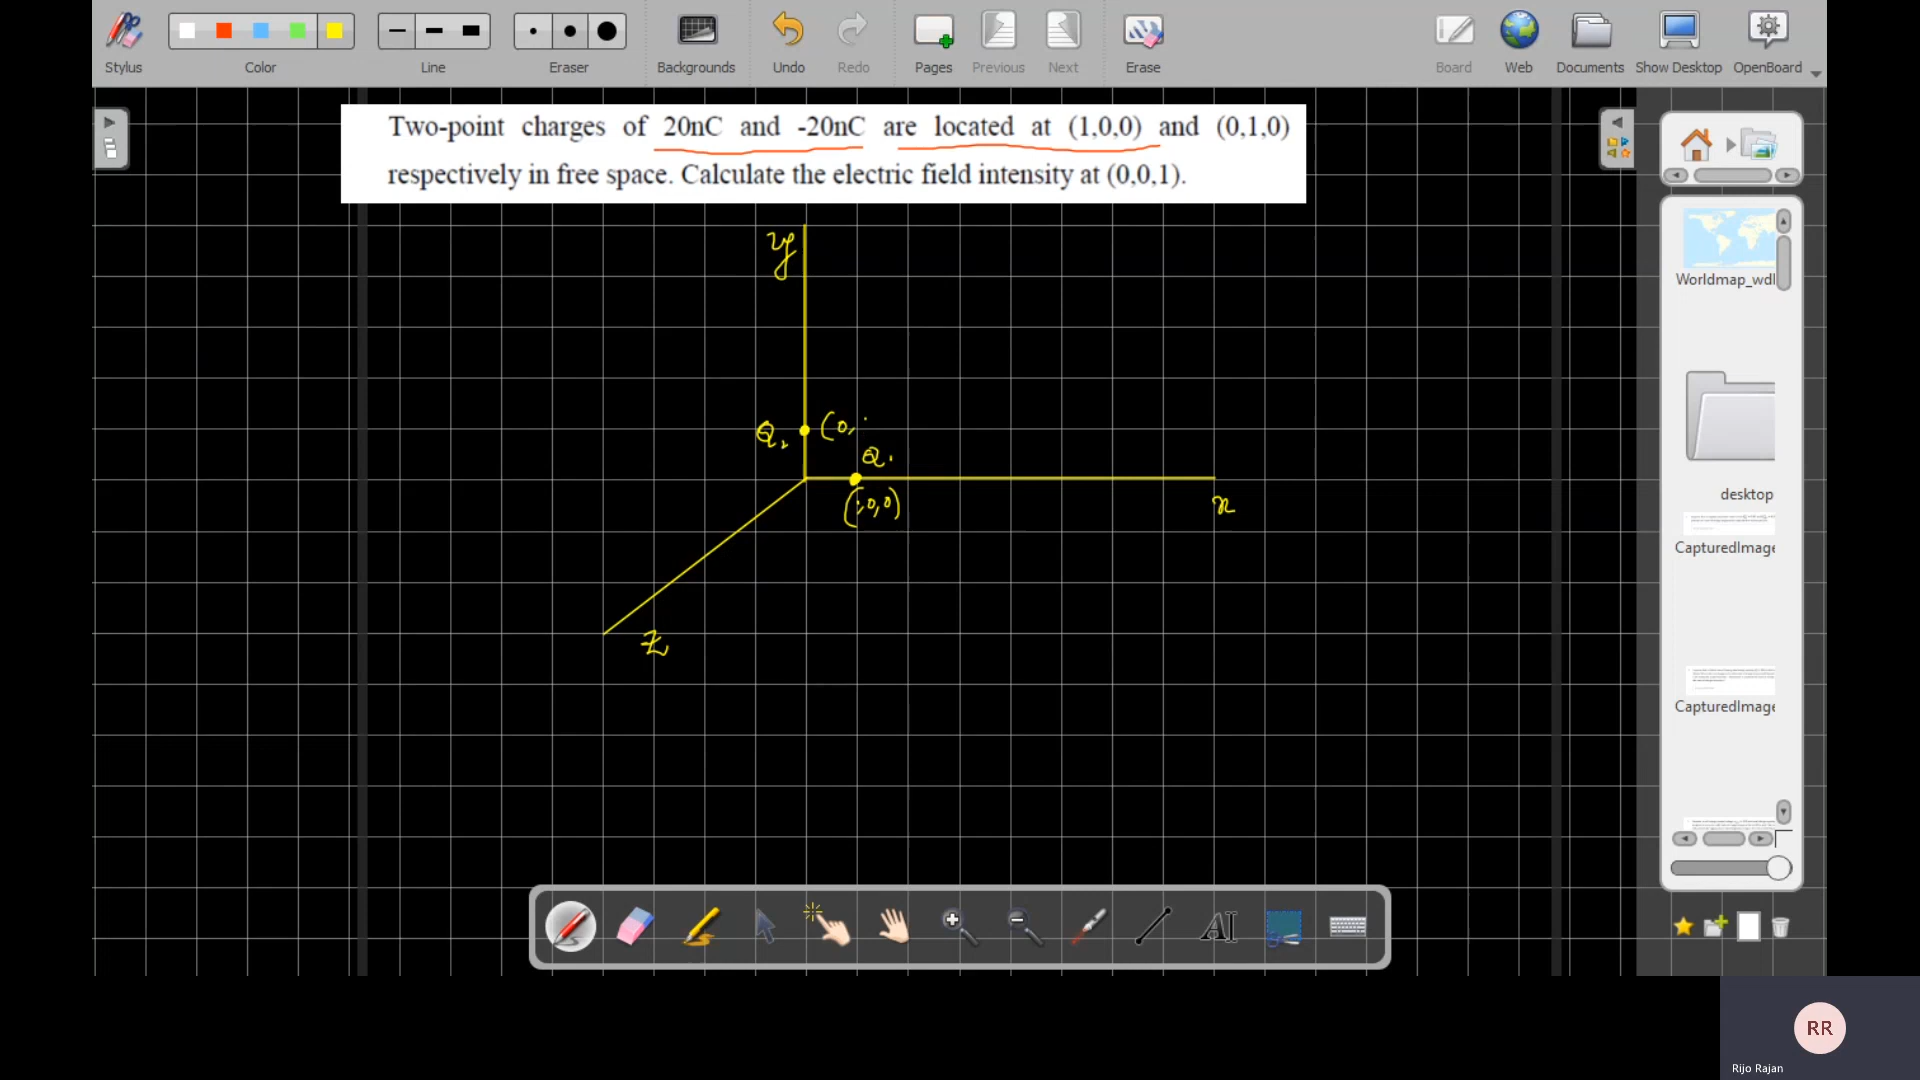 Stylus Color Line Eraser Backgrounds Undo Redo Pages Previous Next Erase Board Web Documents Show Desktop OpenBoard
Two-point charges of 20nC and -20nC are located at (1,0,0) and (0,1,0)
respectively in free space. Calculate the electric field intensity at (0,0,1).
y
Q₂ (0,
Q
(1,0,0)
x
z
Worldmap_wdl
desktop
CapturedImage
CapturedImage
AI
RR
Rijo Rajan